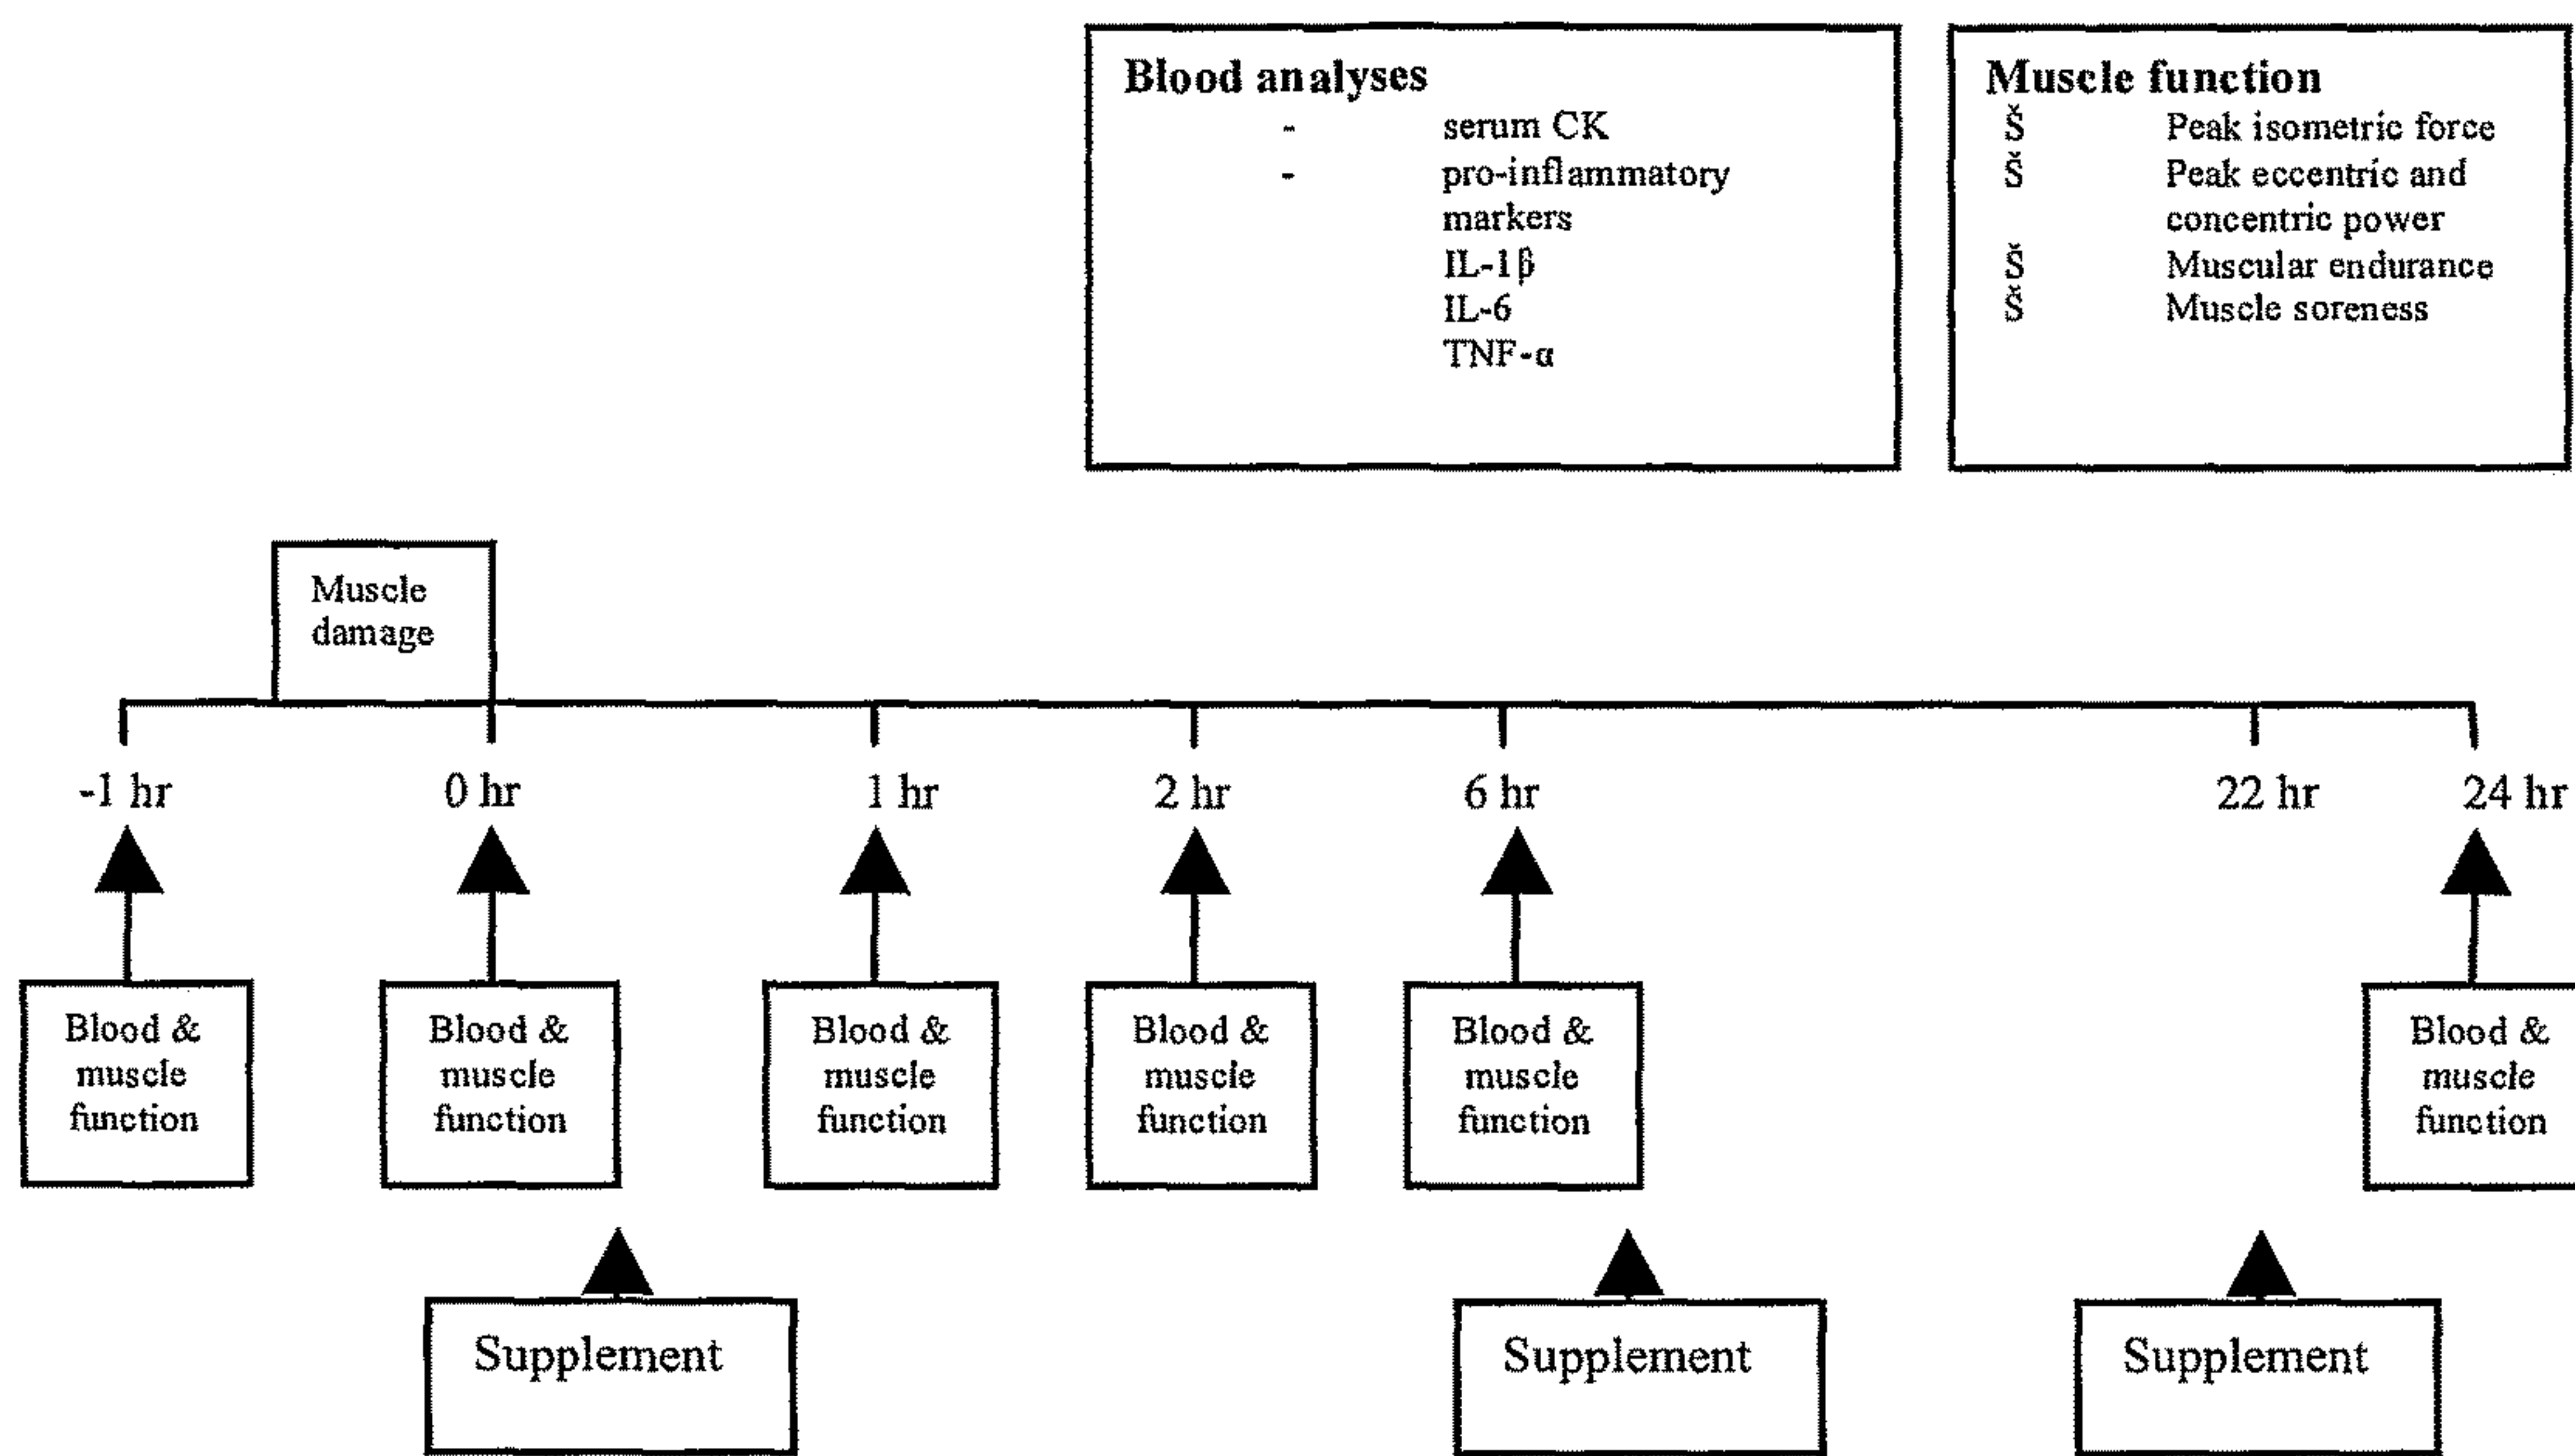 Blood analyses
- serum CK
- pro-inflammatory
markers
IL-1β
IL-6
TNF-α
Muscle function
Š Peak isometric force
Š Peak eccentric and
concentric power
Š Muscular endurance
Š Muscle soreness
Muscle
damage
-1 hr
0 hr
1 hr
2 hr
6 hr
22 hr
24 hr
Blood &
muscle
function
Blood &
muscle
function
Blood &
muscle
function
Blood &
muscle
function
Blood &
muscle
function
Blood &
muscle
function
Supplement
Supplement
Supplement